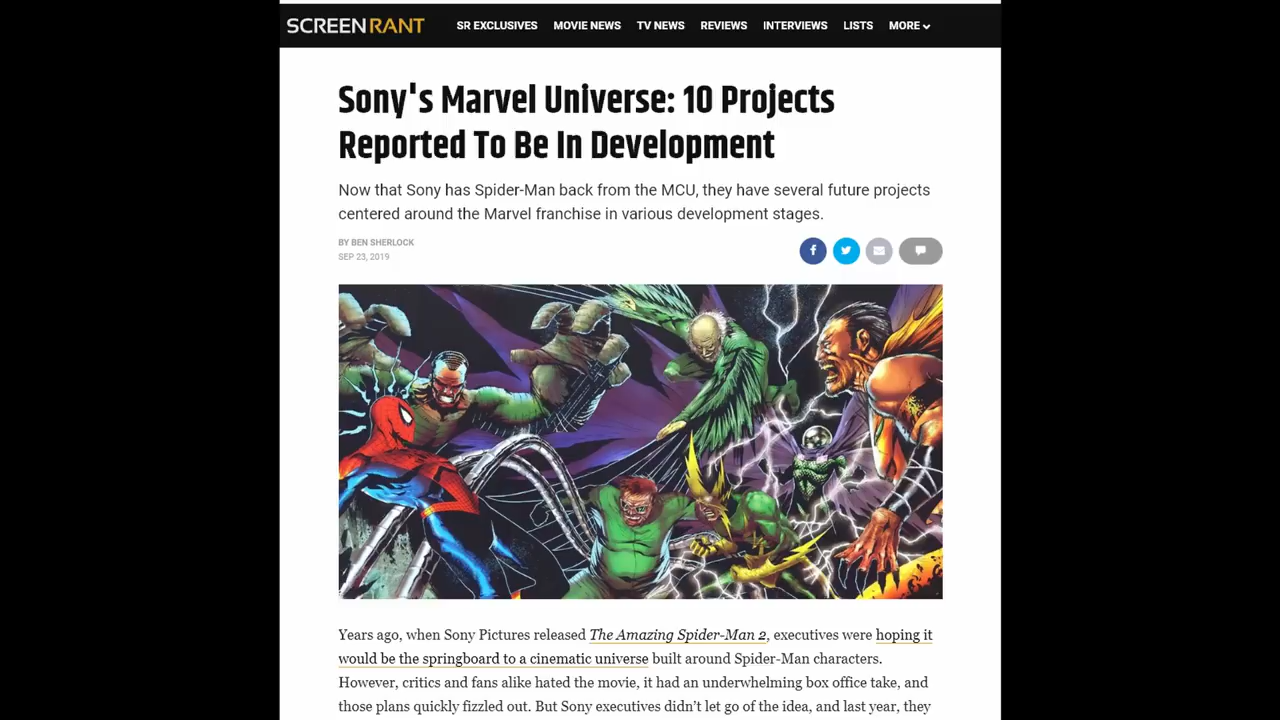 SCREENRANT SR EXCLUSIVES MOVIE NEWS TV NEWS REVIEWS INTERVIEWS LISTS MORE
Sony's Marvel Universe: 10 Projects
Reported To Be In Development
Now that Sony has Spider-Man back from the MCU, they have several future projects
centered around the Marvel franchise in various development stages.
BY BEN SHERLOCK
SEP 23, 2019
Years ago, when Sony Pictures released The Amazing Spider-Man 2, executives were hoping it
would be the springboard to a cinematic universe built around Spider-Man characters.
However, critics and fans alike hated the movie, it had an underwhelming box office take, and
those plans quickly fizzled out. But Sony executives didn’t let go of the idea, and last year, they